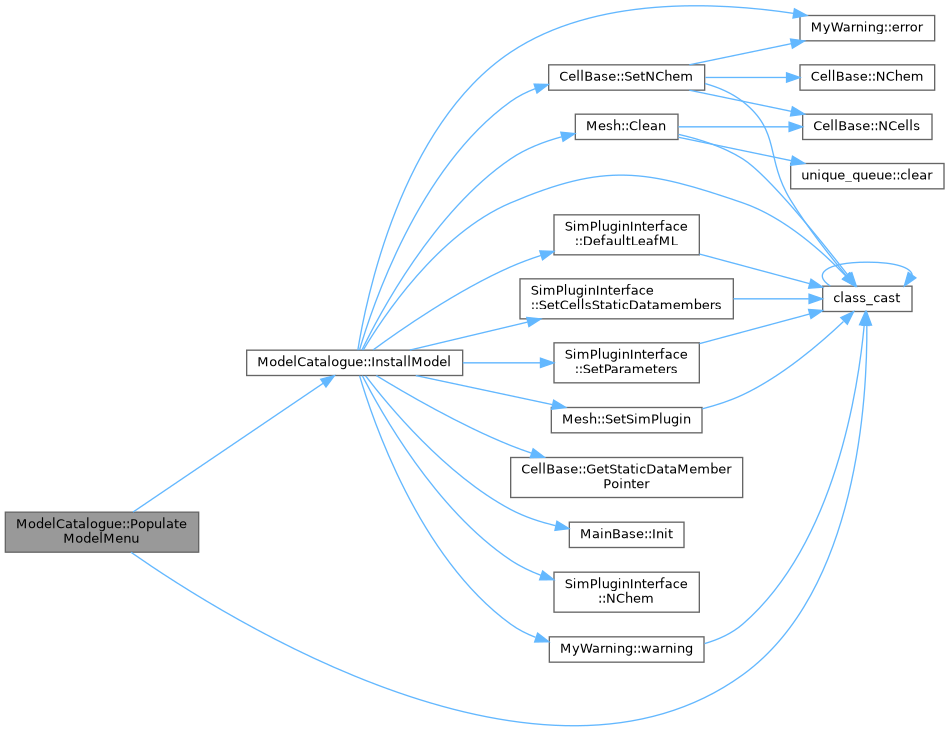 MyWarning::error
CellBase::SetNChem
CellBase::NChem
Mesh::Clean
CellBase::NCells
unique_queue::clear
SimPluginInterface
::DefaultLeafML
SimPluginInterface
::SetCellsStaticDatamembers
class_cast
ModelCatalogue::InstallModel
SimPluginInterface
::SetParameters
Mesh::SetSimPlugin
CellBase::GetStaticDataMember
Pointer
ModelCatalogue::Populate
ModelMenu
MainBase::Init
SimPluginInterface
::NChem
MyWarning::warning